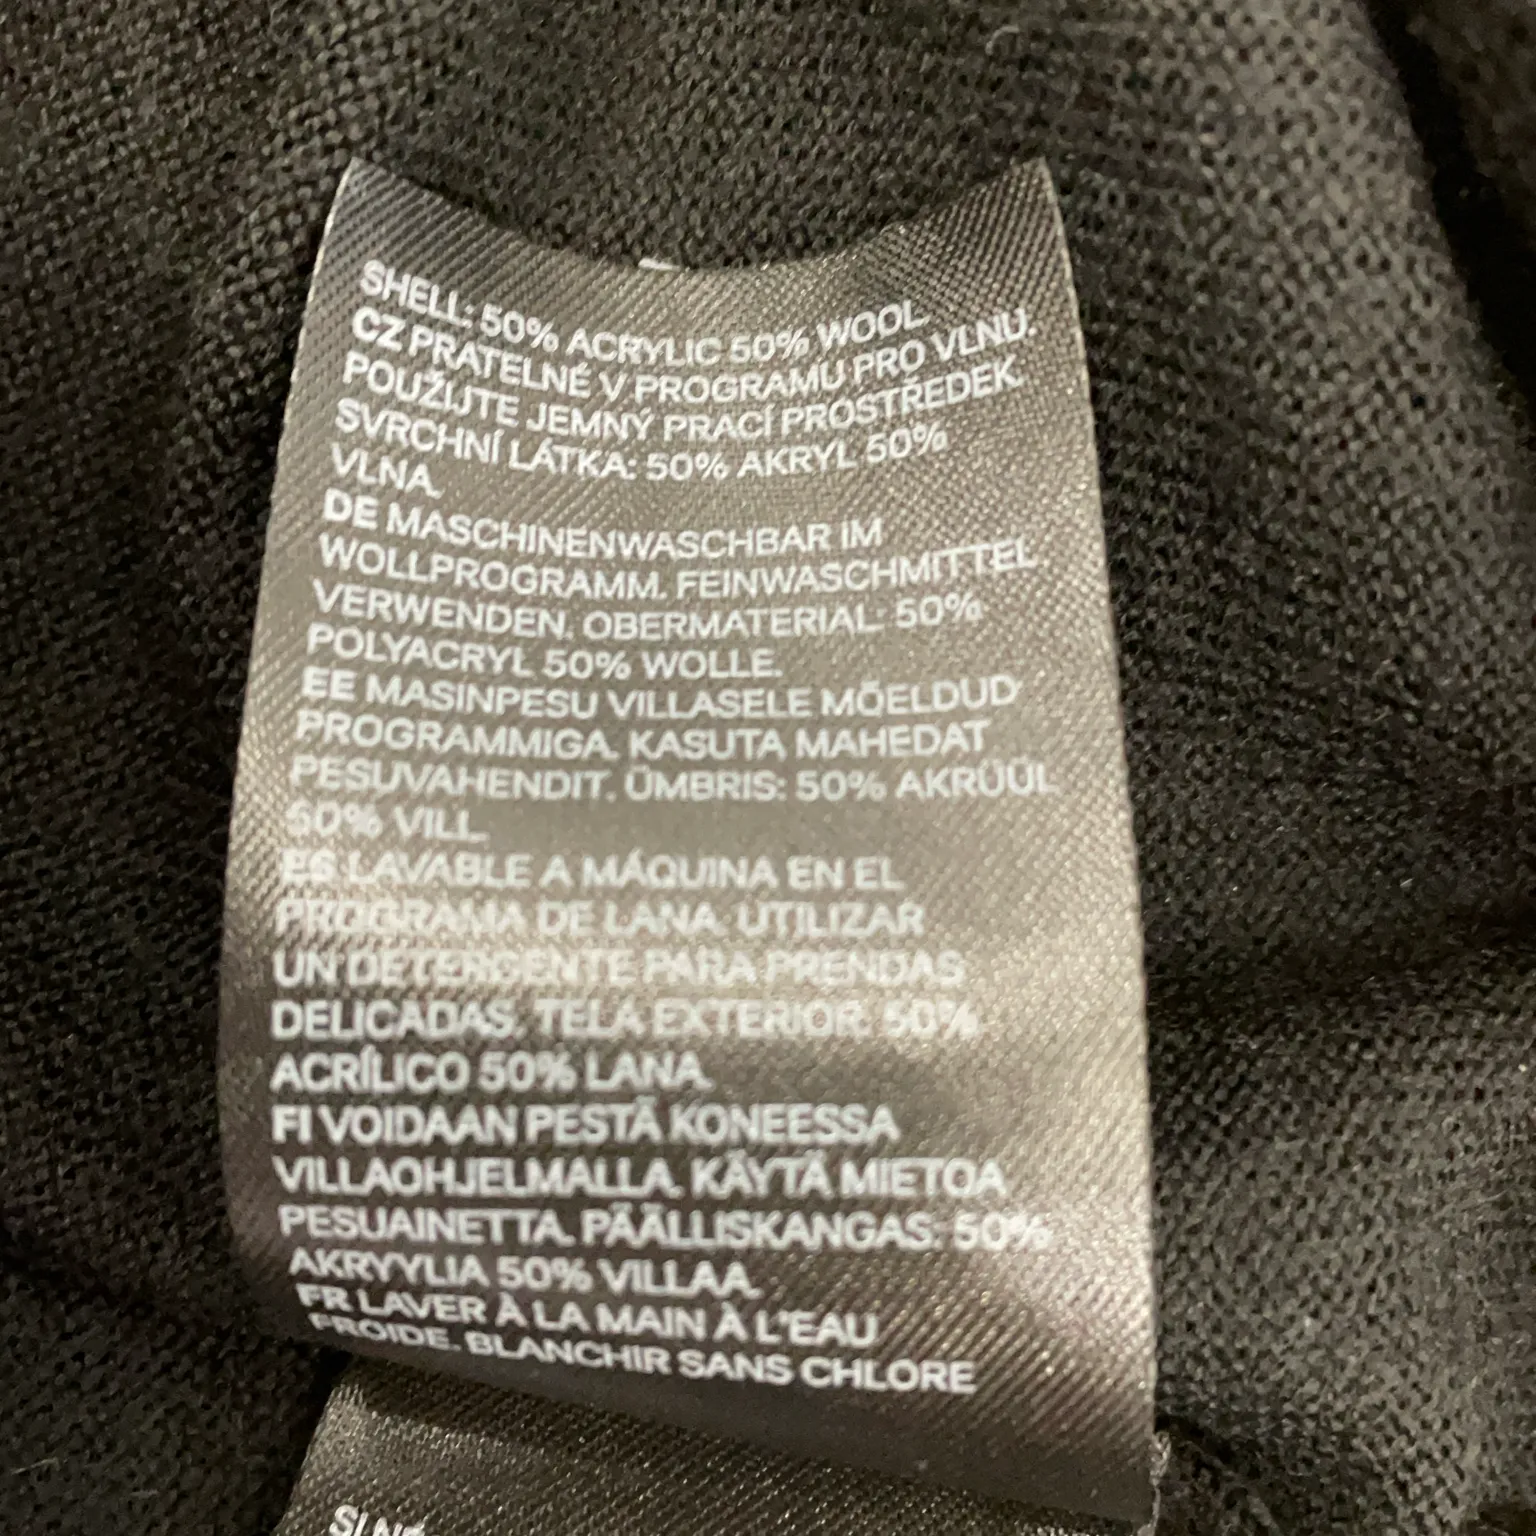 SHELL: 50% ACRYLIC 50% WOOL
CZ PRATELNÉ V PROGRAMU PRO VLNU.
POUŽIJTE JEMNÝ PRACÍ PROSTŘEDEK.
SVRCHNÍ LÁTKA: 50% AKRYL 50%
VLNA.
DE MASCHINENWASCHBAR IM
WOLLPROGRAMM. FEINWASCHMITTEL
VERWENDEN. OBERMATERIAL: 50%
POLYACRYL 50% WOLLE.
EE MASINPESU VILLASELE MÕELDUD
PROGRAMMIGA. KASUTA MAHEDAT
PESUVAHENDIT. ÜMBRIS: 50% AKRÜÜL
50% VILL.
ES LAVABLE A MÁQUINA EN EL
PROGRAMA DE LANA. UTILIZAR
UN DETERGENTE PARA PRENDAS
DELICADAS. TELA EXTERIOR: 50%
ACRÍLICO 50% LANA.
FI VOIDAAN PESTÄ KONEESSA
VILLAOHJELMALLA. KÄYTÄ MIETOA
PESUAINETTA. PÄÄLLISKANGAS: 50%
AKRYYLIA 50% VILLAA.
FR LAVER À LA MAIN À L'EAU
FROIDE. BLANCHIR SANS CHLORE